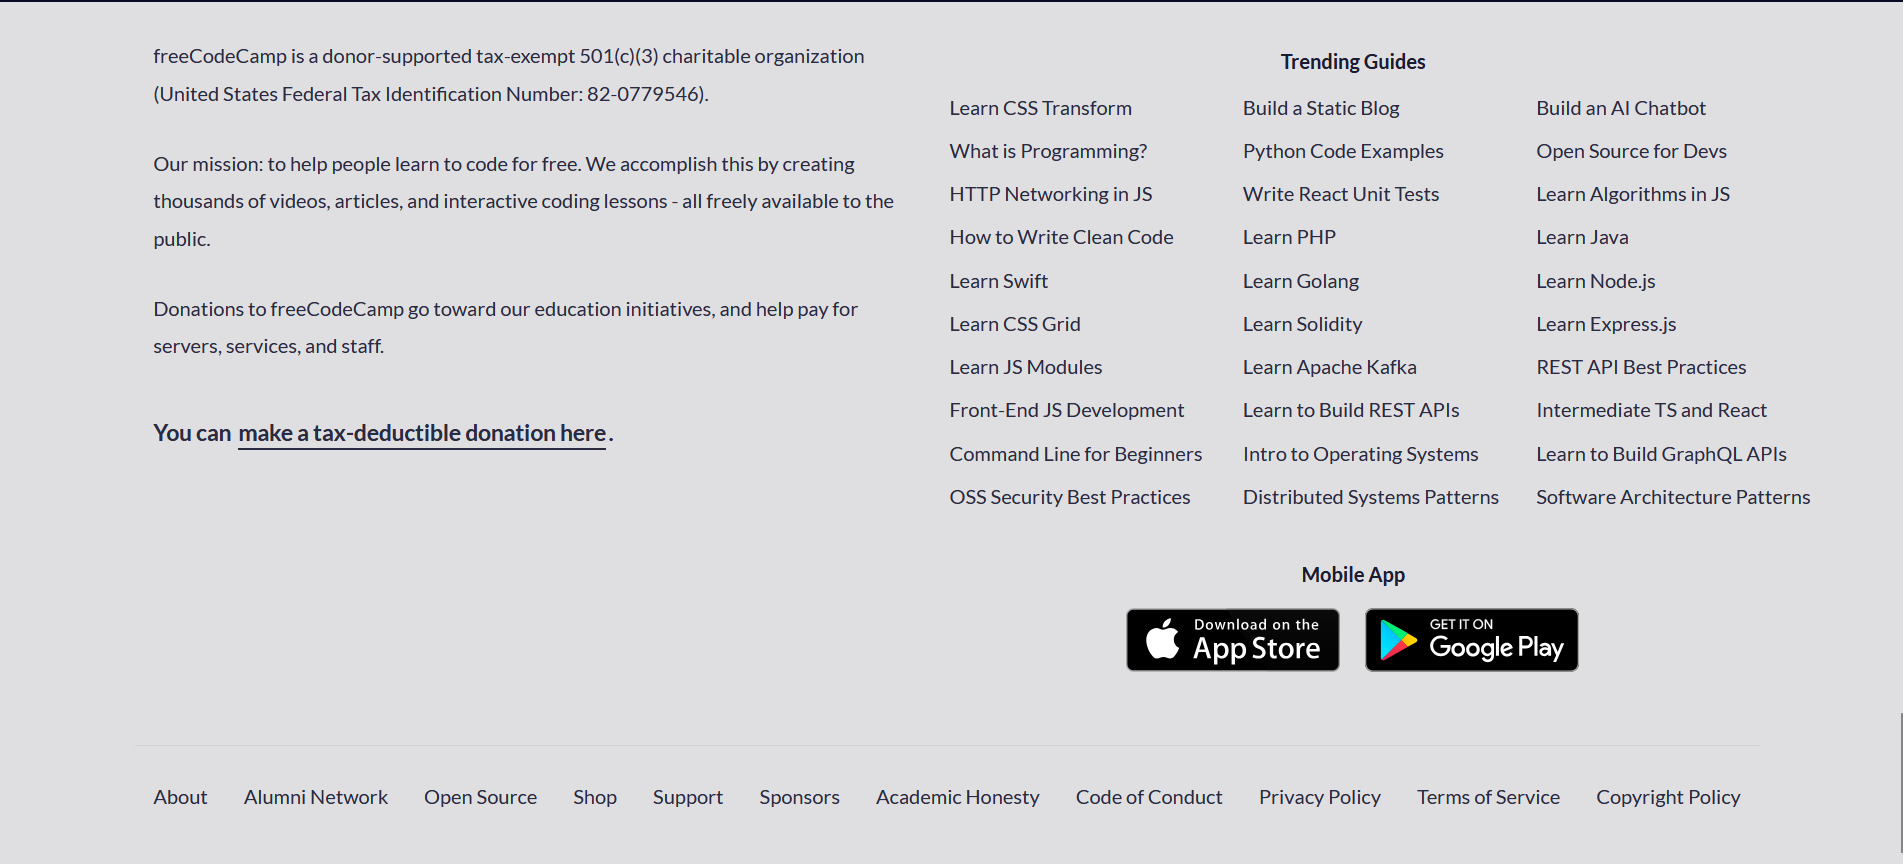 freeCodeCamp is a donor-supported tax-exempt 501(c)(3) charitable organization
(United States Federal Tax Identification Number: 82-0779546).
Our mission: to help people learn to code for free. We accomplish this by creating
thousands of videos, articles, and interactive coding lessons - all freely available to the
public.
Donations to freeCodeCamp go toward our education initiatives, and help pay for
servers, services, and staff.
You can make a tax-deductible donation here.
Trending Guides
Learn CSS Transform
What is Programming?
HTTP Networking in JS
How to Write Clean Code
Learn Swift
Learn CSS Grid
Learn JS Modules
Front-End JS Development
Command Line for Beginners
OSS Security Best Practices
Build a Static Blog
Python Code Examples
Write React Unit Tests
Learn PHP
Learn Golang
Learn Solidity
Learn Apache Kafka
Learn to Build REST APIs
Intro to Operating Systems
Distributed Systems Patterns
Build an AI Chatbot
Open Source for Devs
Learn Algorithms in JS
Learn Java
Learn Node.js
Learn Express.js
REST API Best Practices
Intermediate TS and React
Learn to Build GraphQL APIs
Software Architecture Patterns
Mobile App
Download on the
App Store
GET IT ON
Google Play
About Alumni Network Open Source Shop Support Sponsors Academic Honesty Code of Conduct Privacy Policy Terms of Service Copyright Policy